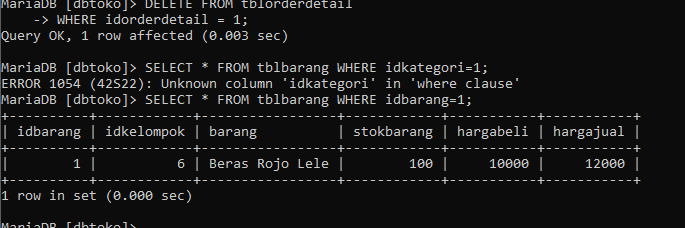 MariaDB [dbtoko]> DELETE FROM tblorderdetail
    -> WHERE idorderdetail = 1;
Query OK, 1 row affected (0.003 sec)
MariaDB [dbtoko]> SELECT * FROM tblbarang WHERE idkategori=1;
ERROR 1054 (42S22): Unknown column 'idkategori' in 'where clause'
MariaDB [dbtoko]> SELECT * FROM tblbarang WHERE idbarang=1;
+----------+------------+-----------------+------------+-----------+-----------+
| idbarang | idkelompok | barang          | stokbarang | hargabeli | hargajual |
+----------+------------+-----------------+------------+-----------+-----------+
|        1 |          6 | Beras Rojo Lele |        100 |     10000 |     12000 |
+----------+------------+-----------------+------------+-----------+-----------+
1 row in set (0.000 sec)
MariaDB [dbtoko]>